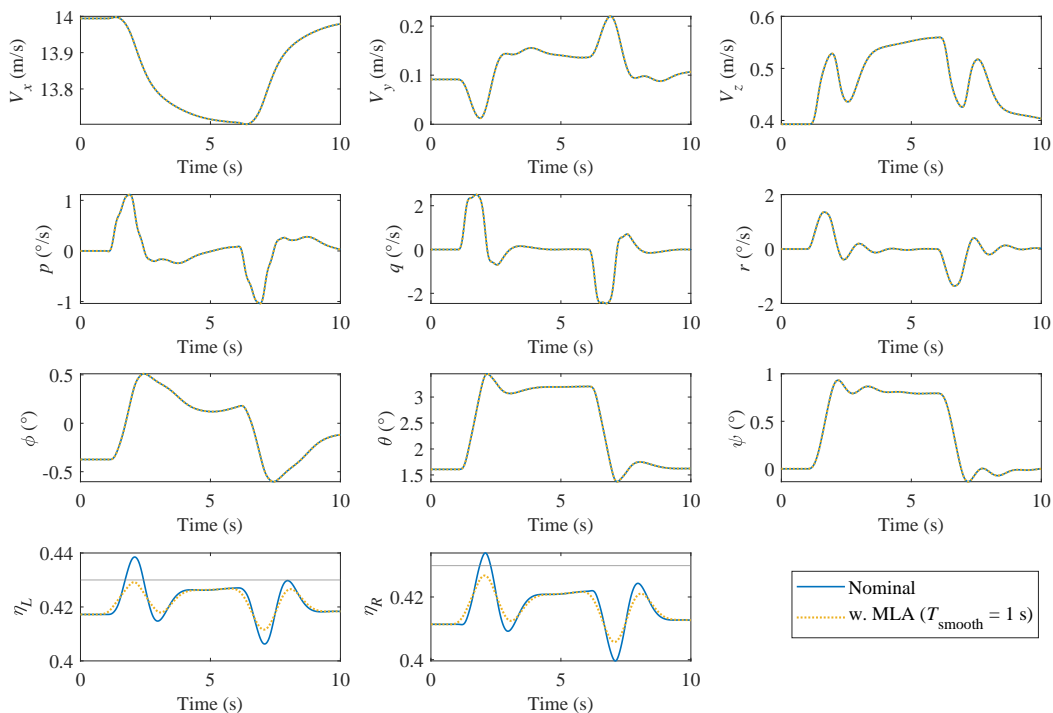 14
13.9
13.8
V_x (m/s)
0
5
10
Time (s)
0.2
0.1
0
V_y (m/s)
0
5
10
Time (s)
0.6
0.5
0.4
V_z (m/s)
0
5
10
Time (s)
1
0
-1
p (°/s)
0
5
10
Time (s)
2
0
-2
q (°/s)
0
5
10
Time (s)
2
0
-2
r (°/s)
0
5
10
Time (s)
0.5
0
-0.5
ϕ (°)
0
5
10
Time (s)
3
2.5
2
1.5
θ (°)
0
5
10
Time (s)
1
0.5
0
ψ (°)
0
5
10
Time (s)
0.44
0.42
0.4
η_L
0
5
10
Time (s)
0.42
0.4
η_R
0
5
10
Time (s)
Nominal
w. MLA (T_smooth = 1 s)